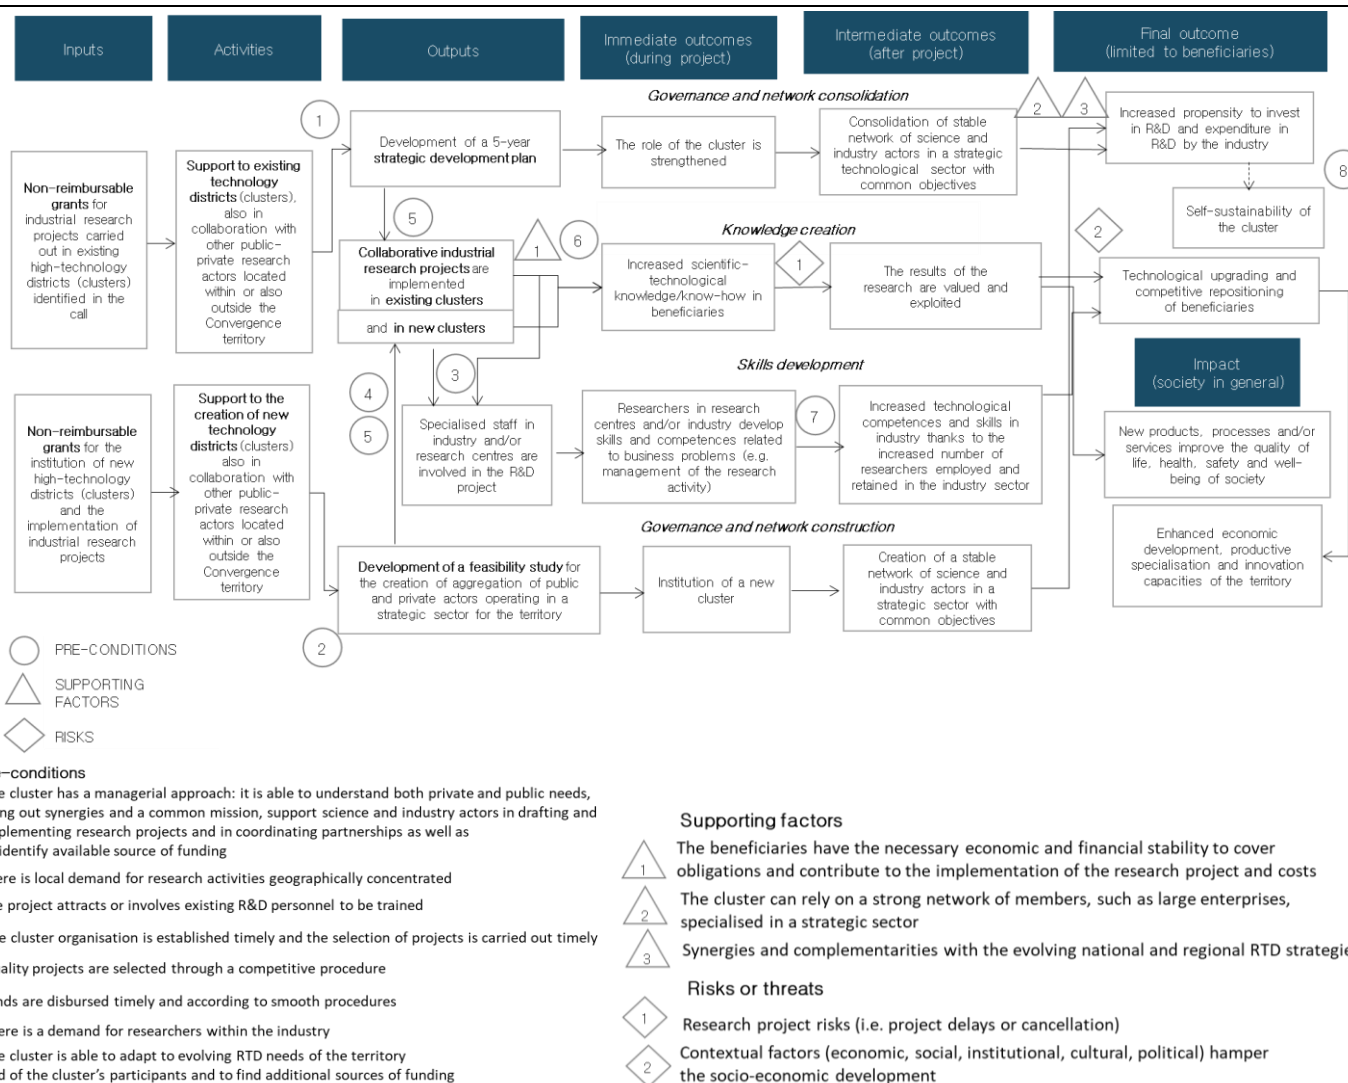 Inputs
Activities
Outputs
Immediate outcomes
(during project)
Intermediate outcomes
(after project)
Final outcome
(limited to beneficiaries)
Governance and network consolidation
1
Development of a 5-year
strategic development plan
The role of the cluster is
strengthened
Consolidation of stable
network of science and
industry actors in a strategic
technological sector with
common objectives
2
3
Increased propensity to invest
in R&D and expenditure in
R&D by the industry
8
Self-sustainability of
the cluster
Non-reimbursable
grants for
industrial research
projects carried
out in existing
high-technology
districts (clusters)
identified in the
call
Support to existing
technology
districts (clusters),
also in
collaboration with
other public-
private research
actors located
within or also
outside the
Convergence
territory
5
Knowledge creation
Collaborative industrial
research projects are
implemented
in existing clusters
and in new clusters
1
6
Increased scientific-
technological
knowledge/know-how in
beneficiaries
1
The results of the
research are valued and
exploited
2
Technological upgrading and
competitive repositioning
of beneficiaries
Impact
(society in general)
Skills development
3
4
5
Non-reimbursable
grants for the
institution of new
high-technology
districts (clusters)
and the
implementation of
industrial research
projects
Support to the
creation of new
technology
districts (clusters)
also in
collaboration with
other public-
private research
actors located
within or also
outside the
Convergence
territory
Specialised staff in
industry and/or
research centres are
involved in the R&D
project
Researchers in research
centres and/or industry develop
skills and competences related
to business problems (e.g.
management of the research
activity)
7
Increased technological
competences and skills in
industry thanks to the
increased number of
researchers employed and
retained in the industry sector
New products, processes and/or
services improve the quality of
life, health, safety and well-
being of society
Governance and network construction
Development of a feasibility study for
the creation of aggregation of public
and private actors operating in a
strategic sector for the territory
2
Institution of a new
cluster
Creation of a stable
network of science and
industry actors in a
strategic sector with
common objectives
Enhanced economic
development, productive
specialisation and innovation
capacities of the territory
PRE-CONDITIONS
SUPPORTING
FACTORS
RISKS
-conditions
cluster has a managerial approach: it is able to understand both private and public needs,
out synergies and a common mission, support science and industry actors in drafting and
research projects and in coordinating partnerships as well as
identify available source of funding
is local demand for research activities geographically concentrated
project attracts or involves existing R&D personnel to be trained
cluster organisation is established timely and the selection of projects is carried out timely
projects are selected through a competitive procedure
are disbursed timely and according to smooth procedures
is a demand for researchers within the industry
cluster is able to adapt to evolving RTD needs of the territory
of the cluster's participants and to find additional sources of funding
Supporting factors
1
The beneficiaries have the necessary economic and financial stability to cover
obligations and contribute to the implementation of the research project and costs
2
The cluster can rely on a strong network of members, such as large enterprises,
specialised in a strategic sector
3
Synergies and complementarities with the evolving national and regional RTD
Risks or threats
1
Research project risks (i.e. project delays or cancellation)
2
Contextual factors (economic, social, institutional, cultural, political) hamper
the socio-economic development